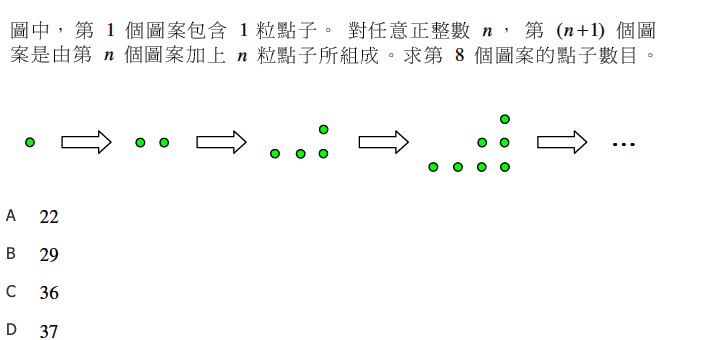 圖中，第 1 個圖案包含 1 粒點子。 對任意正整數 n ， 第 (n+1) 個圖
案是由第 n 個圖案加上 n 粒點子所組成。求第 8 個圖案的點子數目。
...
A 22
B 29
C 36
D 37